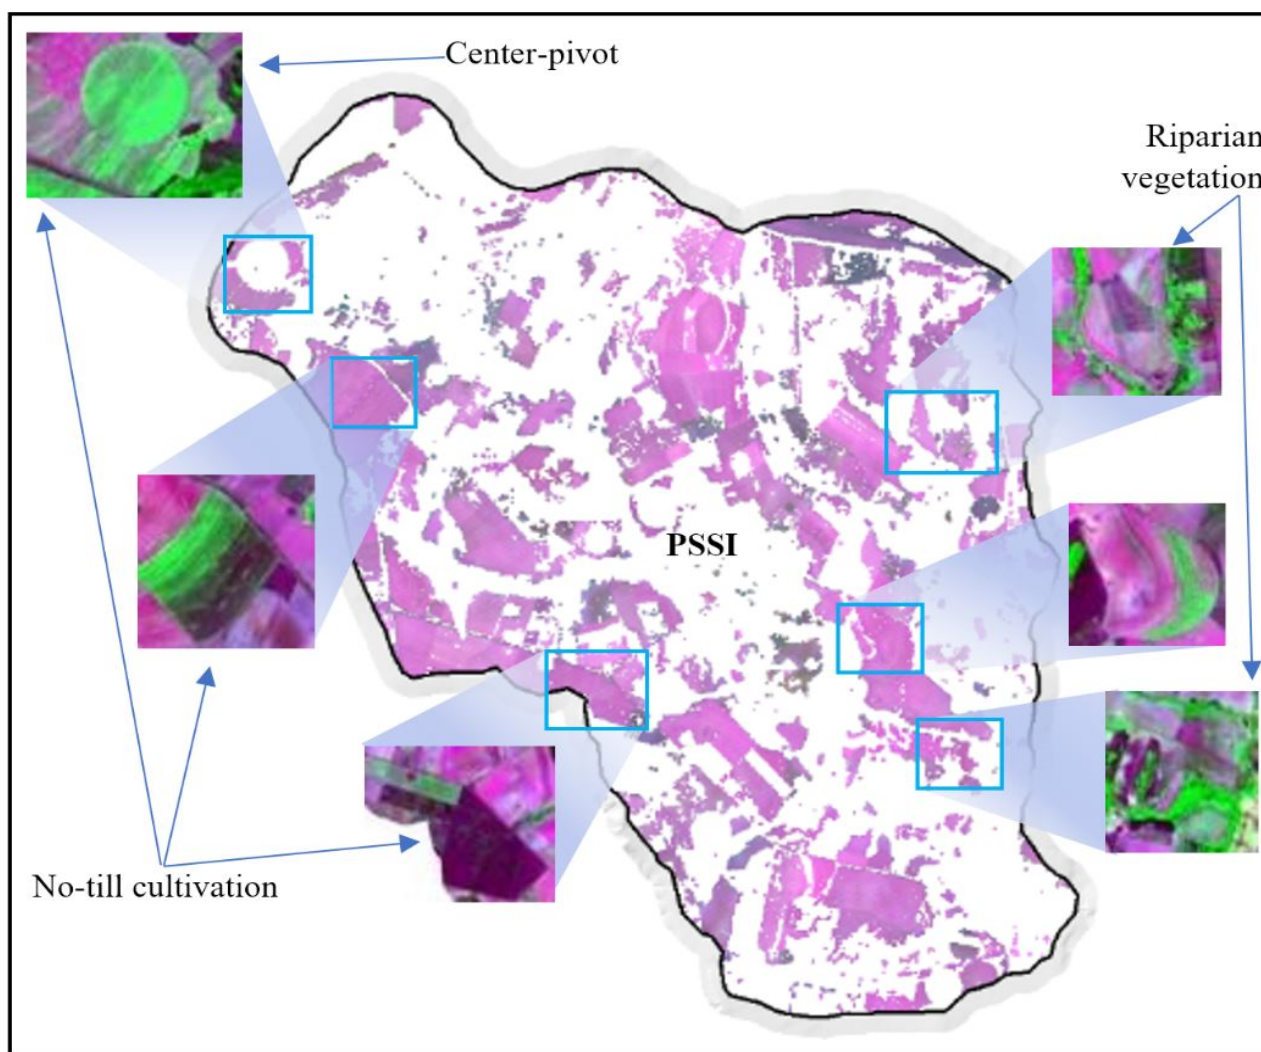 Center-pivot
Riparian
vegetation
PSSI
No-till cultivation